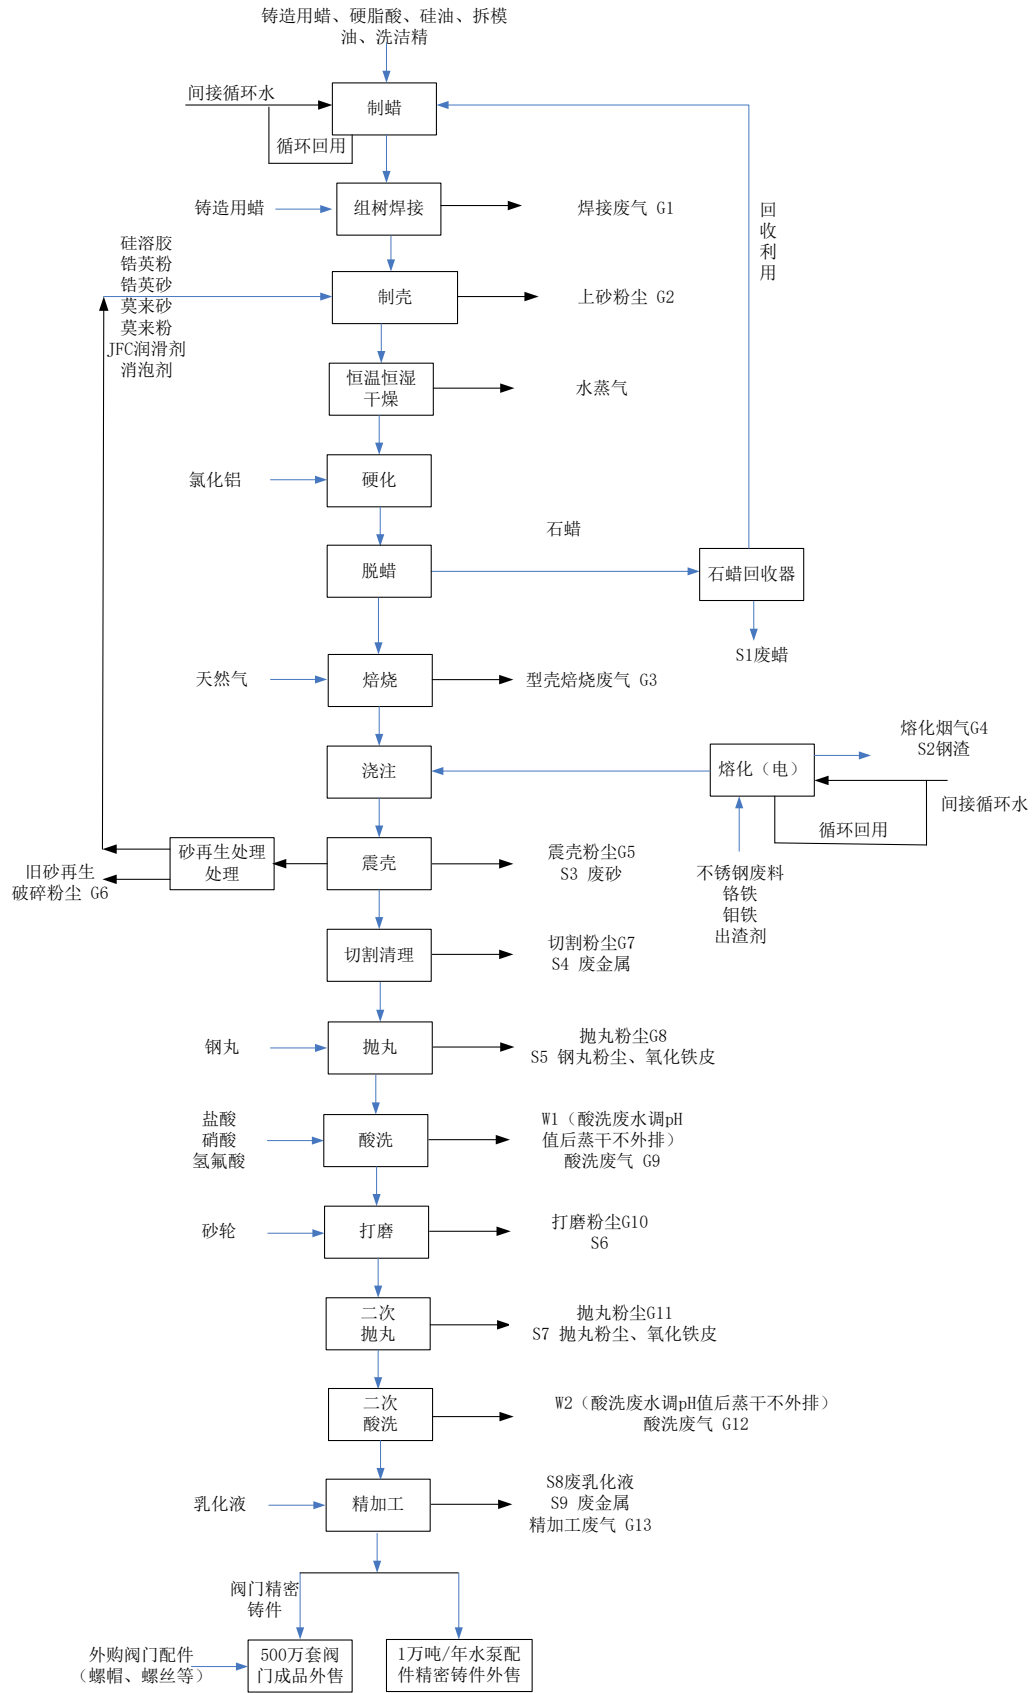 铸造用蜡、硬脂酸、硅油、拆模
油、洗洁精
间接循环水
制蜡
循环回用
铸造用蜡
组树焊接
焊接废气 G1
回
收
利
用
硅溶胶
锆英粉
锆英砂
莫来砂
莫来粉
JFC润滑剂
消泡剂
制壳
上砂粉尘 G2
恒温恒湿
干燥
水蒸气
氯化铝
硬化
石蜡
脱蜡
石蜡回收器
S1废蜡
天然气
焙烧
型壳焙烧废气 G3
浇注
熔化（电）
熔化烟气G4
S2钢渣
间接循环水
循环回用
不锈钢废料
铬铁
钼铁
出渣剂
砂再生处理
处理
旧砂再生
破碎粉尘 G6
震壳
震壳粉尘G5
S3 废砂
切割清理
切割粉尘G7
S4 废金属
钢丸
抛丸
抛丸粉尘G8
S5 钢丸粉尘、氧化铁皮
盐酸
硝酸
氢氟酸
酸洗
W1（酸洗废水调pH
值后蒸干不外排）
酸洗废气 G9
砂轮
打磨
打磨粉尘G10
S6
二次
抛丸
抛丸粉尘G11
S7 抛丸粉尘、氧化铁皮
二次
酸洗
W2（酸洗废水调pH值后蒸干不外排）
酸洗废气 G12
乳化液
精加工
S8废乳化液
S9 废金属
精加工废气 G13
阀门精密
铸件
外购阀门配件
（螺帽、螺丝等）
500万套阀
门成品外售
1万吨/年水泵配
件精密铸件外售